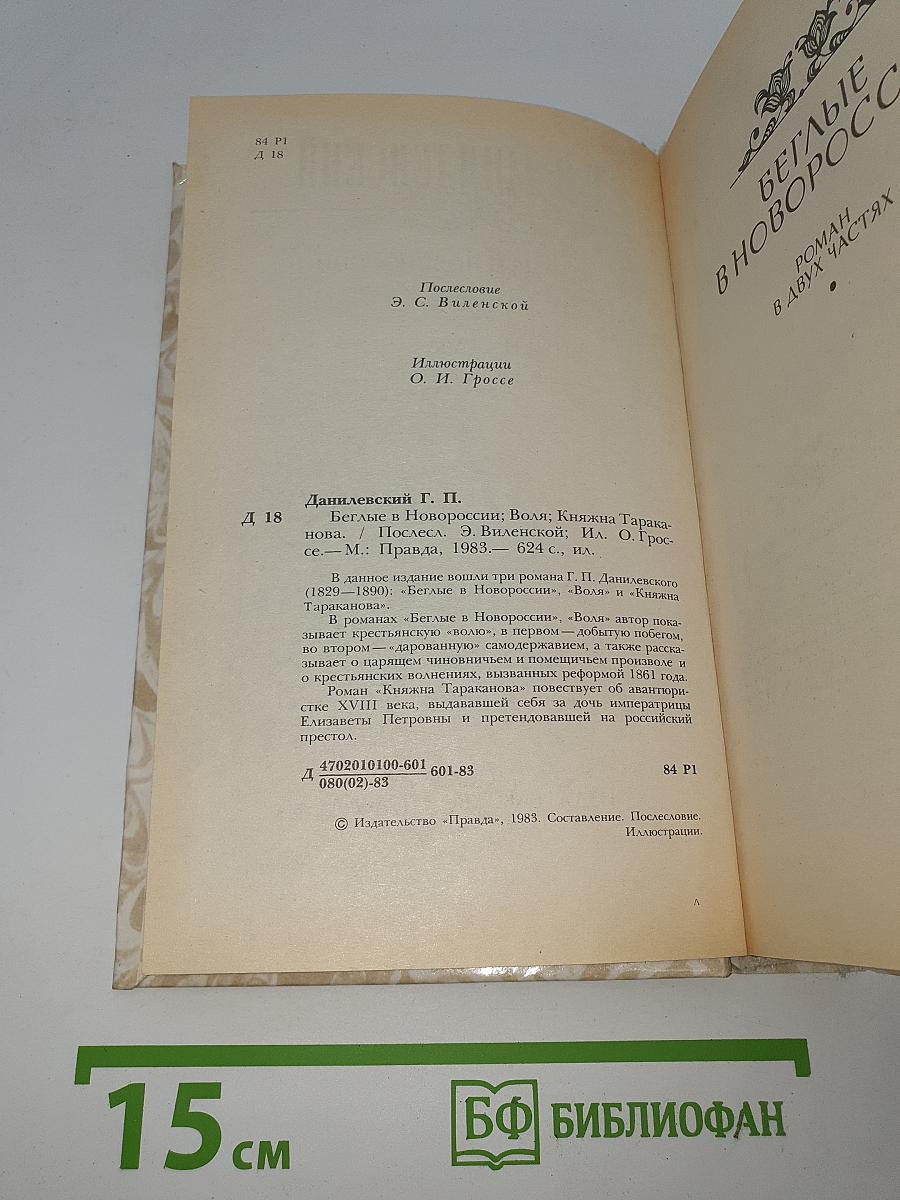 84 Р1
Д 18
Послесловие
Э. С. Виленской
Иллюстрации
О. И. Гроссе
Данилевский Г. П.
Д 18 Беглые в Новороссии; Воля; Княжна Тарака-
нова. / Послесл. Э. Виленской; Ил. О. Грос-
се.— М.: Правда, 1983.— 624 с., ил.
В данное издание вошли три романа Г. П. Данилевского
(1829—1890): «Беглые в Новороссии», «Воля» и «Княжна
Тараканова».
В романах «Беглые в Новороссии», «Воля» автор пока-
зывает крестьянскую «волю», в первом — добытую побегом,
во втором — «дарованную» самодержавием, а также расска-
зывает о царящем чиновничьем и помещичьем произволе и
о крестьянских волнениях, вызванных реформой 1861 года.
Роман «Княжна Тараканова» повествует об авантюри-
стке XVIII века, выдававшей себя за дочь императрицы
Елизаветы Петровны и претендовавшей на российский
престол.
Д 4702010100-601 601-83 84 Р1
080(02)-83
© Издательство «Правда», 1983. Составление. Послесловие.
Иллюстрации.
БЕГЛЫЕ
В НОВОРОСС
РОМАН
В ДВУХ ЧАСТЯХ
15 см
БФ БИБЛИОФАН